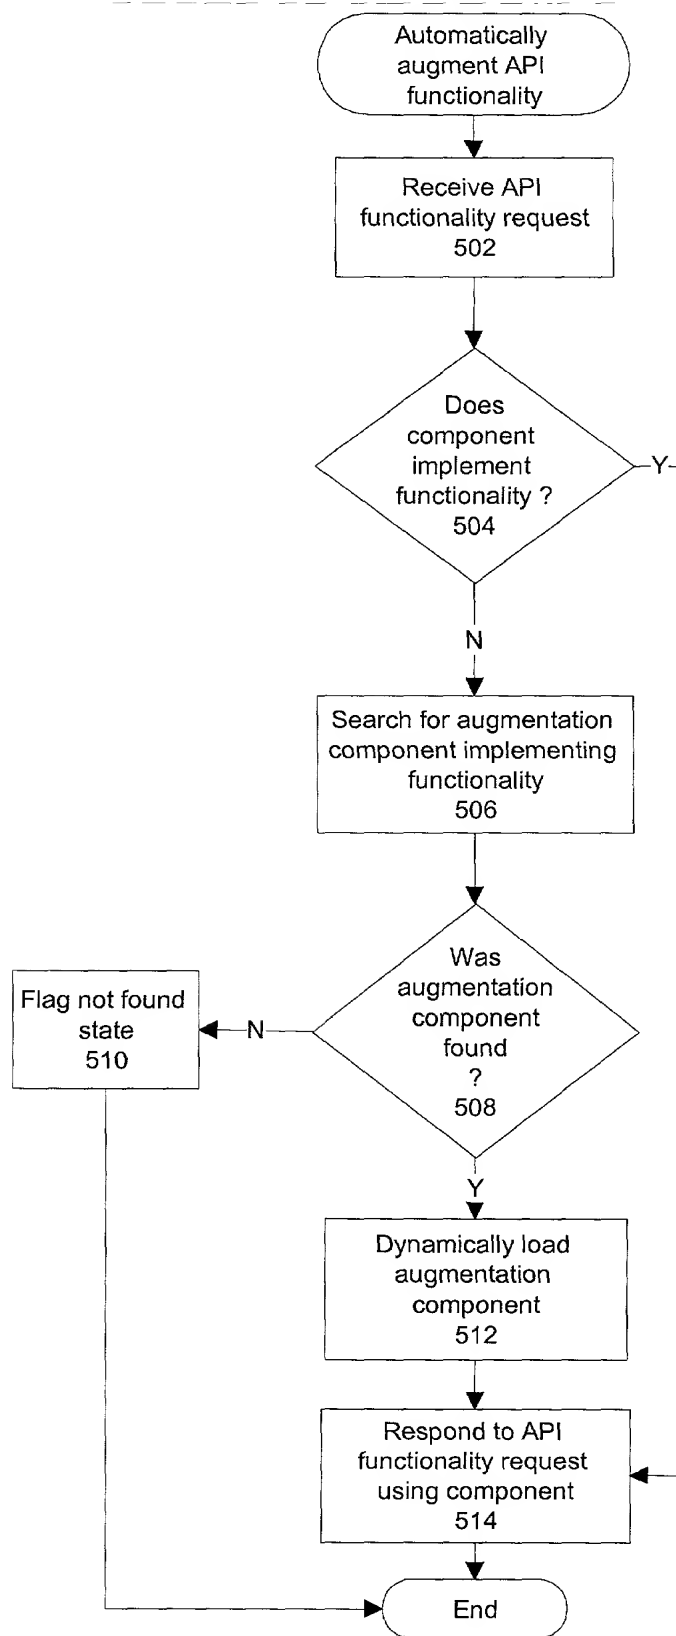 Automatically
augment API
functionality
Receive API
functionality request
502
Does
component
implement
functionality ?
504
Y
N
Search for augmentation
component implementing
functionality
506
Was
augmentation
component
found
?
508
N
Flag not found
state
510
Y
Dynamically load
augmentation
component
512
Respond to API
functionality request
using component
514
End